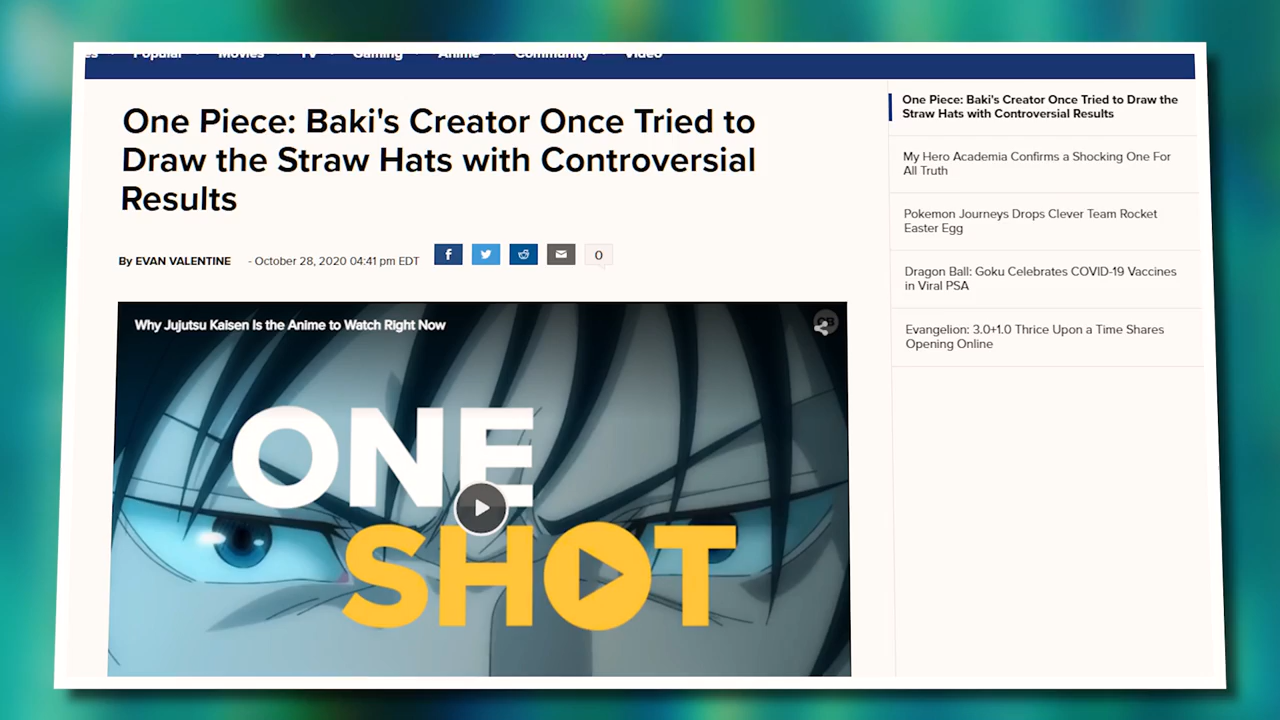 Popular
Movies
TV
Gaming
Anime
Community
Video
One Piece: Baki's Creator Once Tried to
Draw the Straw Hats with Controversial
Results
By EVAN VALENTINE - October 28, 2020 04:41 pm EDT
0
Why Jujutsu Kaisen Is the Anime to Watch Right Now
ONE
SHOT
One Piece: Baki's Creator Once Tried to Draw the
Straw Hats with Controversial Results
My Hero Academia Confirms a Shocking One For
All Truth
Pokemon Journeys Drops Clever Team Rocket
Easter Egg
Dragon Ball: Goku Celebrates COVID-19 Vaccines
in Viral PSA
Evangelion: 3.0+1.0 Thrice Upon a Time Shares
Opening Online